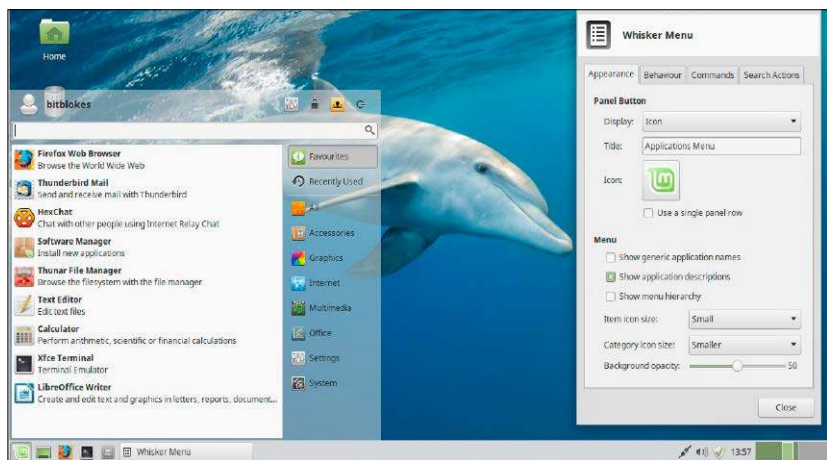 Home
bitblokes
Firefox Web Browser
Browse the World Wide Web
Thunderbird Mail
Send and receive mail with Thunderbird
HexChat
Chat with other people using Internet Relay Chat
Software Manager
Install new applications
Thunar File Manager
Browse the filesystem with the file manager
Text Editor
Edit text files
Calculator
Perform arithmetic, scientific or financial calculations
Xfce Terminal
Terminal Emulator
LibreOffice Writer
Create and edit text and graphics in letters, reports, document...
Favourites
Recently Used
All
Accessories
Graphics
Internet
Multimedia
Office
Settings
System
Whisker Menu
Appearance Behaviour Commands Search Actions
Panel Button
Display: Icon
Title: Applications Menu
Icon:
Use a single panel row
Menu
Show generic application names
Show application descriptions
Show menu hierarchy
Item icon size: Small
Category icon size: Smaller
Background opacity: 50
Close
Whisker Menu
13:57